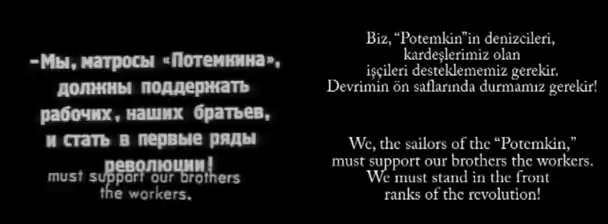 –Мы, матросы «Потемкина»,
должны поддержать
рабочих, наших братьев,
и стать в первые ряды
революции!
must support our brothers
the workers.
Biz, “Potemkin”in denizcileri,
kardeşlerimiz olan
işçileri desteklememiz gerekir.
Devrimin ön saflarında durmamız gerekir!
We, the sailors of the “Potemkin,”
must support our brothers the workers.
We must stand in the front
ranks of the revolution!